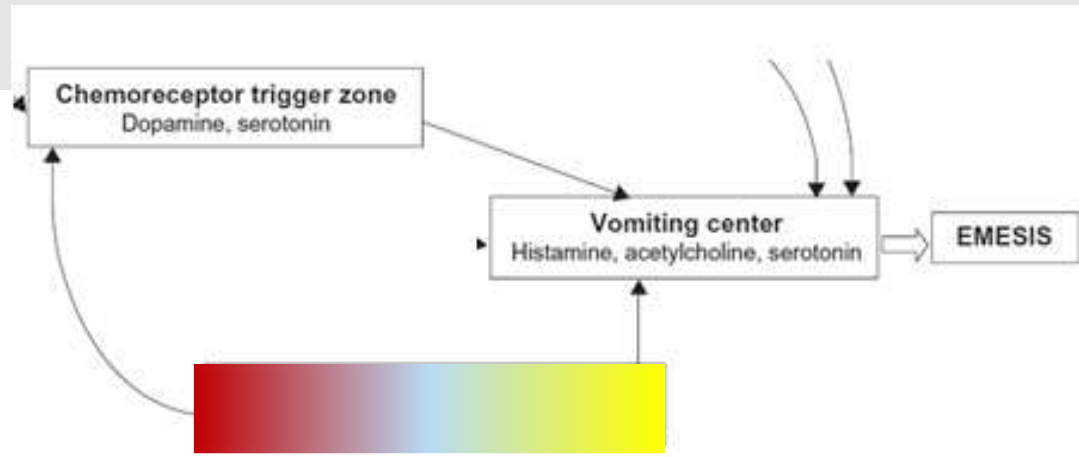 Chemoreceptor trigger zone
Dopamine, serotonin
Vomiting center
Histamine, acetylcholine, serotonin
EMESIS